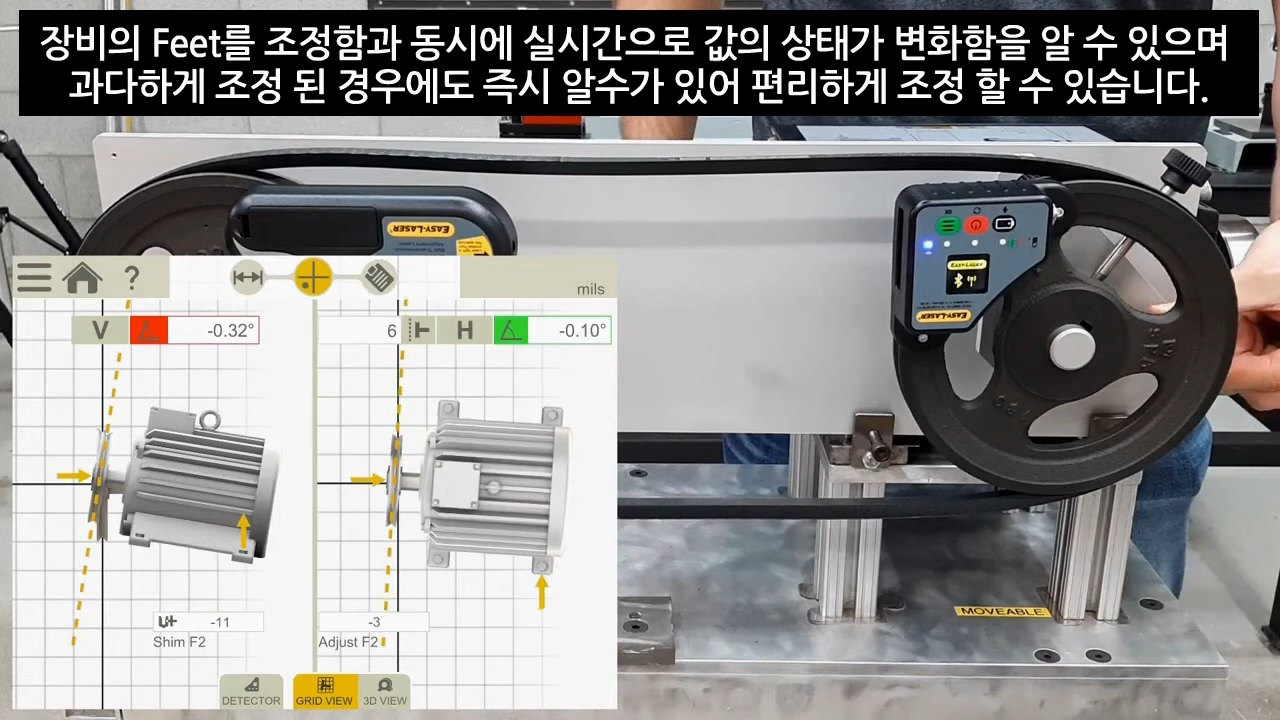 장비의 Feet를 조정함과 동시에 실시간으로 값의 상태가 변화함을 알 수 있으며
과다하게 조정 된 경우에도 즉시 알수가 있어 편리하게 조정 할 수 있습니다.
EASY-LASER
EASY-LASER
EASY-LASER
?
mils
V -0.32° 6 H -0.10°
-11 -3
Shim F2 Adjust F2
MOVEABLE
DETECTOR GRID VIEW 3D VIEW